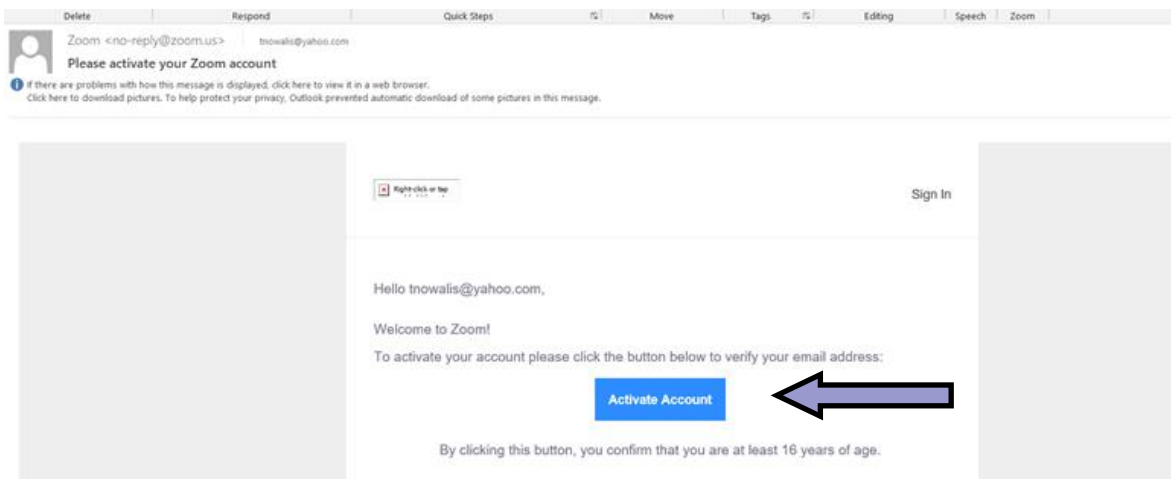 Delete Respond Quick Steps Move Tags Editing Speech Zoom
Zoom <no-reply@zoom.us> tnowalis@yahoo.com
Please activate your Zoom account
If there are problems with how this message is displayed, click here to view it in a web browser.
Click here to download pictures. To help protect your privacy, Outlook prevented automatic download of some pictures in this message.
Right-click or tap
Sign In
Hello tnowalis@yahoo.com,
Welcome to Zoom!
To activate your account please click the button below to verify your email address:
Activate Account
By clicking this button, you confirm that you are at least 16 years of age.